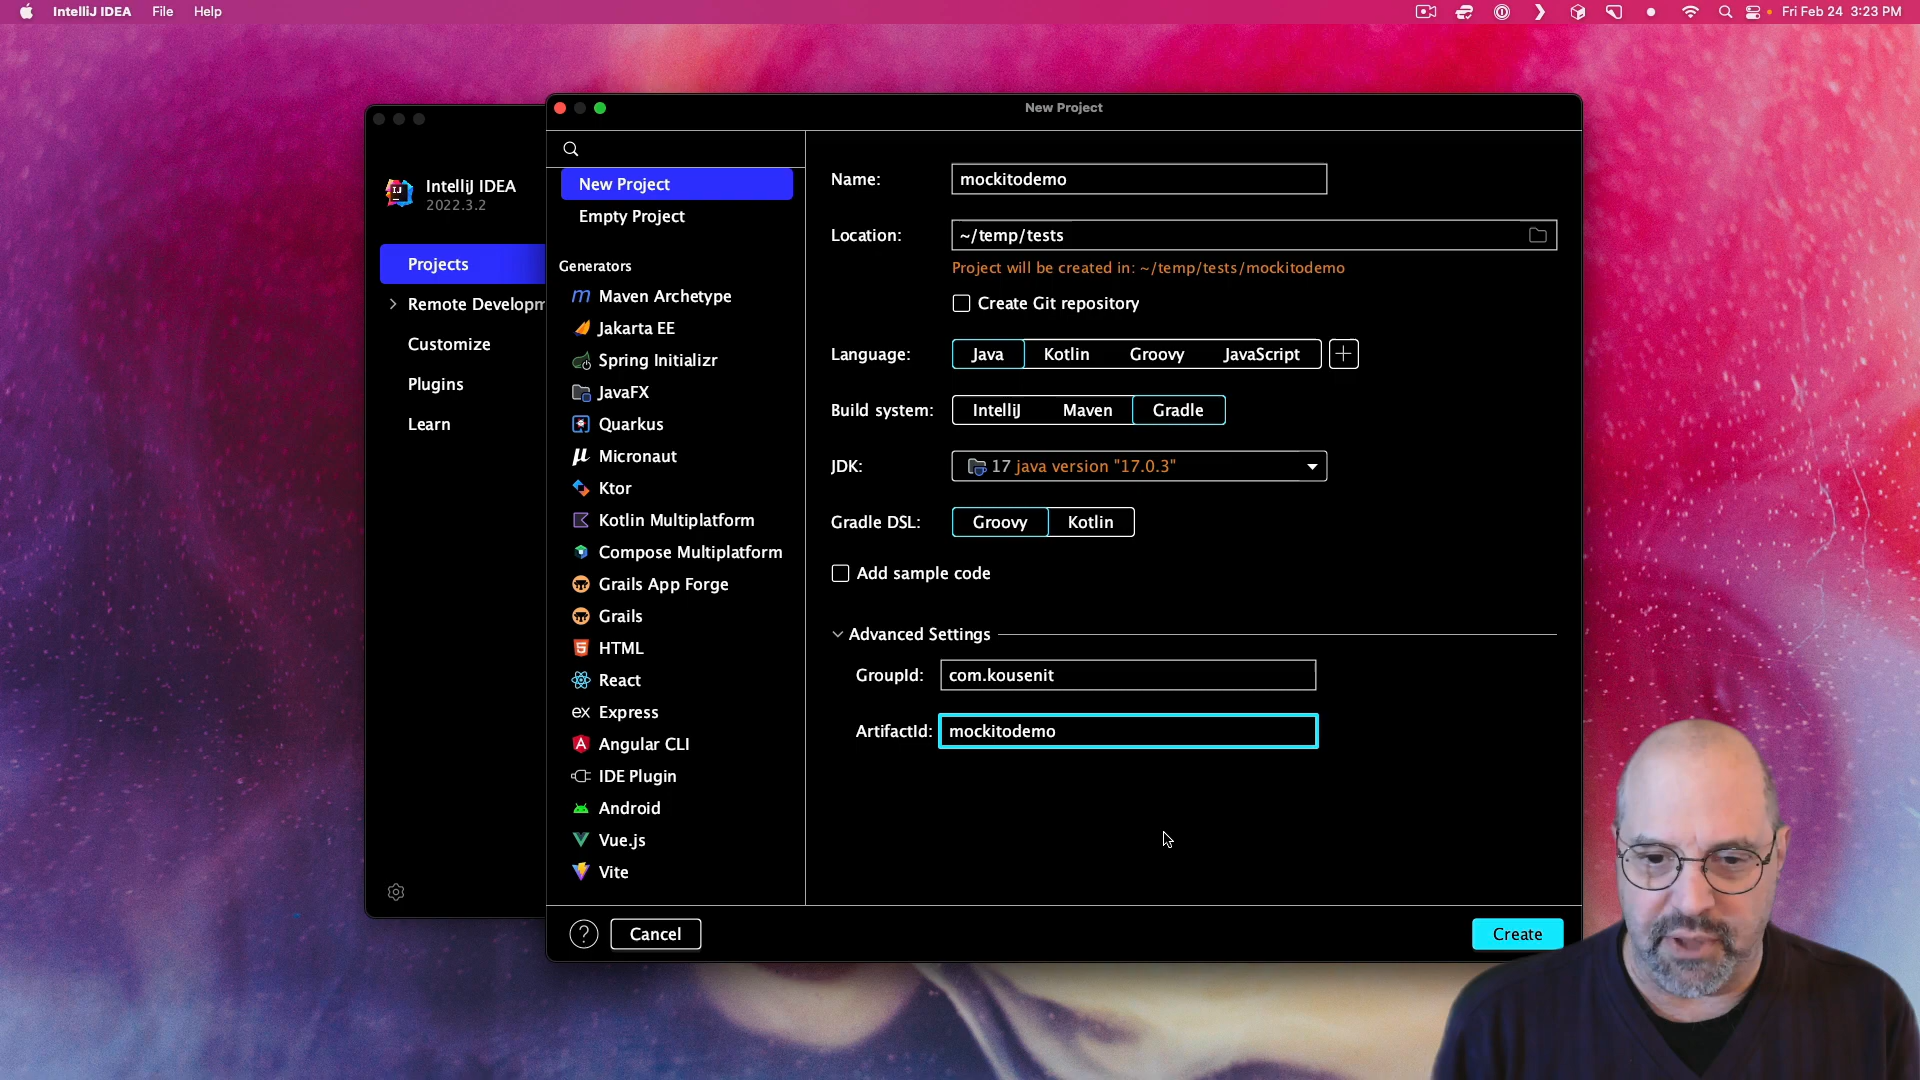 IntelliJ IDEA File Help
Fri Feb 24 3:23 PM
New Project
IntelliJ IDEA
2022.3.2
Projects
Remote Developm
Customize
Plugins
Learn
New Project
Empty Project
Generators
Maven Archetype
Jakarta EE
Spring Initializr
JavaFX
Quarkus
Micronaut
Ktor
Kotlin Multiplatform
Compose Multiplatform
Grails App Forge
Grails
HTML
React
ex Express
Angular CLI
IDE Plugin
Android
Vue.js
Vite
Name: mockitodemo
Location: ~/temp/tests
Project will be created in: ~/temp/tests/mockitodemo
Create Git repository
Language: Java Kotlin Groovy JavaScript
Build system: IntelliJ Maven Gradle
JDK: 17 java version "17.0.3"
Gradle DSL: Groovy Kotlin
Add sample code
Advanced Settings
GroupId: com.kousenit
ArtifactId: mockitodemo
? Cancel Create